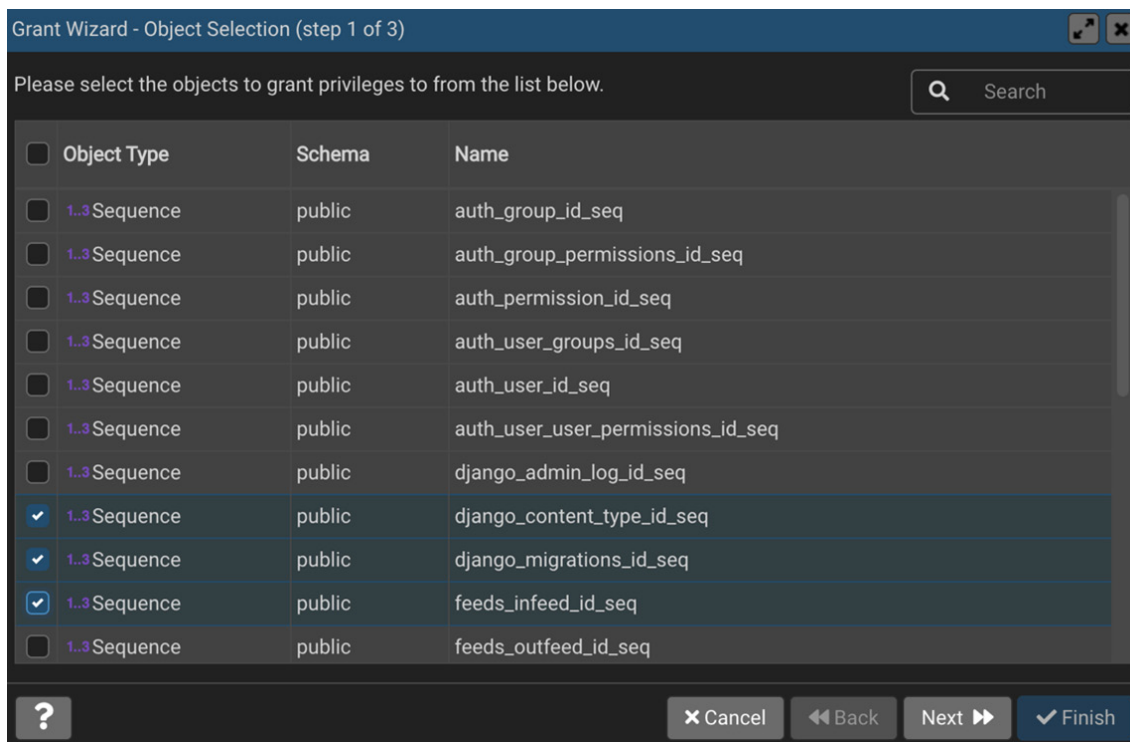 Grant Wizard - Object Selection (step 1 of 3)
Please select the objects to grant privileges to from the list below.
Search
Object Type Schema Name
1..3 Sequence public auth_group_id_seq
1..3 Sequence public auth_group_permissions_id_seq
1..3 Sequence public auth_permission_id_seq
1..3 Sequence public auth_user_groups_id_seq
1..3 Sequence public auth_user_id_seq
1..3 Sequence public auth_user_user_permissions_id_seq
1..3 Sequence public django_admin_log_id_seq
1..3 Sequence public django_content_type_id_seq
1..3 Sequence public django_migrations_id_seq
1..3 Sequence public feeds_infeed_id_seq
1..3 Sequence public feeds_outfeed_id_seq
? Cancel Back Next Finish